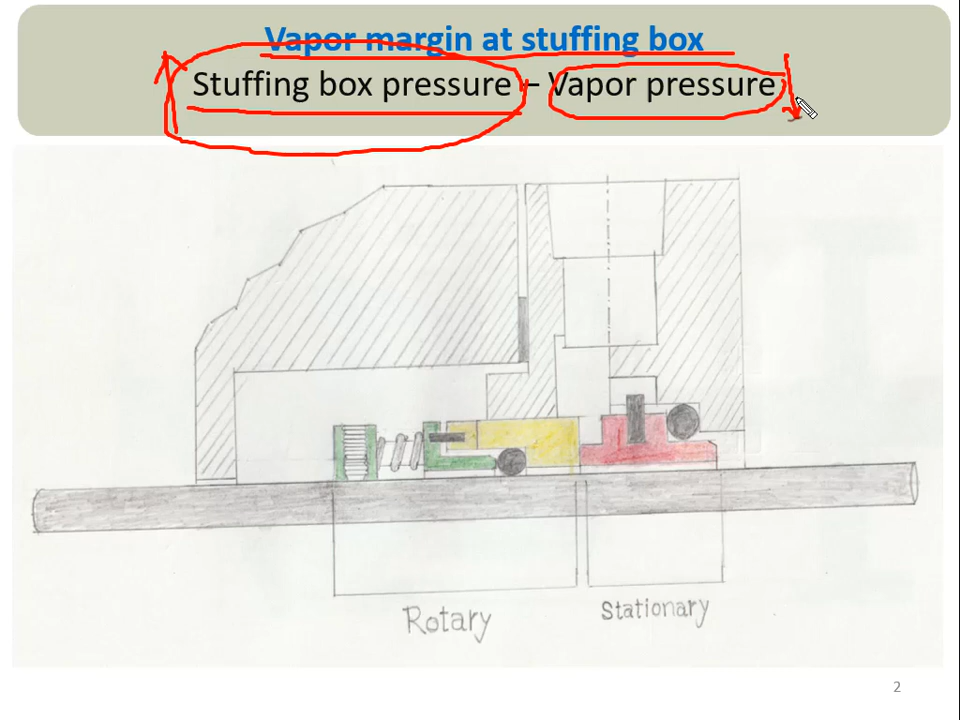 Vapor margin at stuffing box
Stuffing box pressure – Vapor pressure
Rotary
Stationary
2